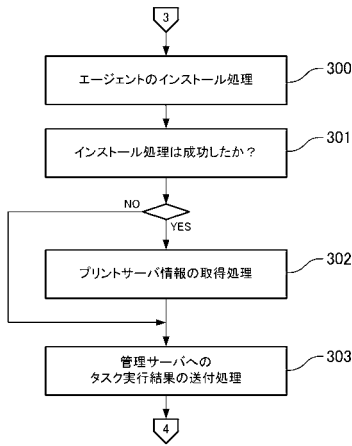 3
エージェントのインストール処理
300
インストール処理は成功したか？
301
NO
YES
プリントサーバ情報の取得処理
302
管理サーバへの
タスク実行結果の送付処理
303
4